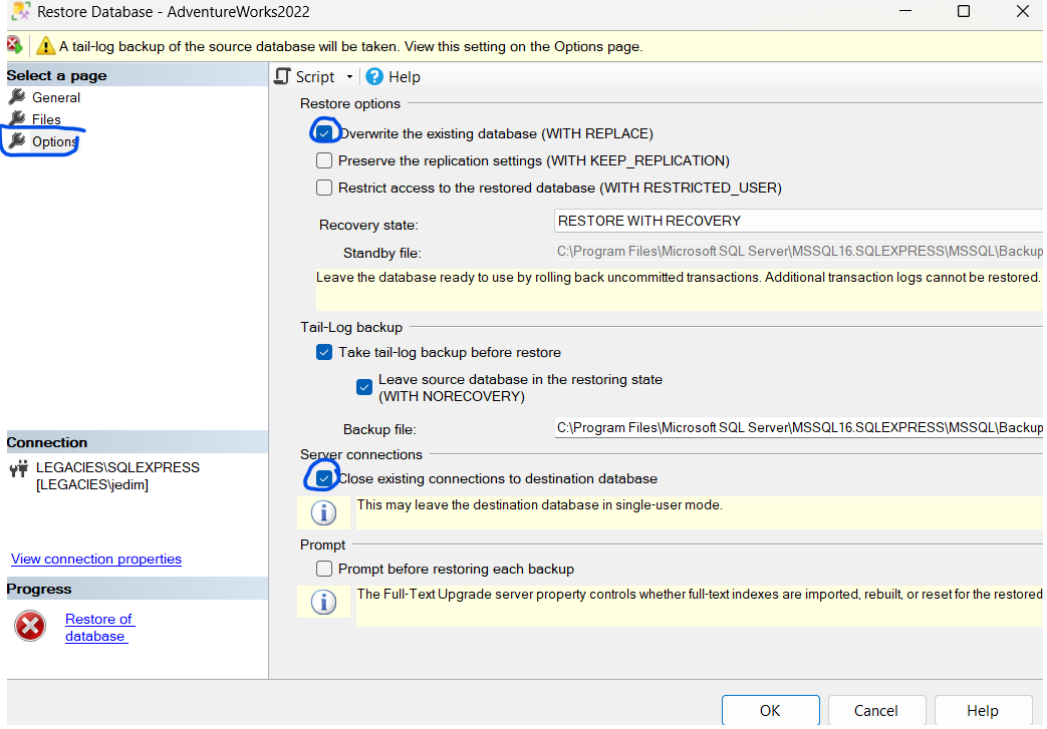 Restore Database - AdventureWorks2022
A tail-log backup of the source database will be taken. View this setting on the Options page.
Select a page
General
Files
Options
Script
Help
Restore options
Overwrite the existing database (WITH REPLACE)
Preserve the replication settings (WITH KEEP_REPLICATION)
Restrict access to the restored database (WITH RESTRICTED_USER)
Recovery state:
RESTORE WITH RECOVERY
Standby file:
C:\Program Files\Microsoft SQL Server\MSSQL16.SQLEXPRESS\MSSQL\Backup
Leave the database ready to use by rolling back uncommitted transactions. Additional transaction logs cannot be restored.
Tail-Log backup
Take tail-log backup before restore
Leave source database in the restoring state
(WITH NORECOVERY)
Backup file:
C:\Program Files\Microsoft SQL Server\MSSQL16.SQLEXPRESS\MSSQL\Backup
Server connections
Close existing connections to destination database
This may leave the destination database in single-user mode.
Prompt
Prompt before restoring each backup
The Full-Text Upgrade server property controls whether full-text indexes are imported, rebuilt, or reset for the restored
Connection
LEGACIES\SQLEXPRESS
[LEGACIES\jedim]
View connection properties
Progress
Restore of
database
OK
Cancel
Help